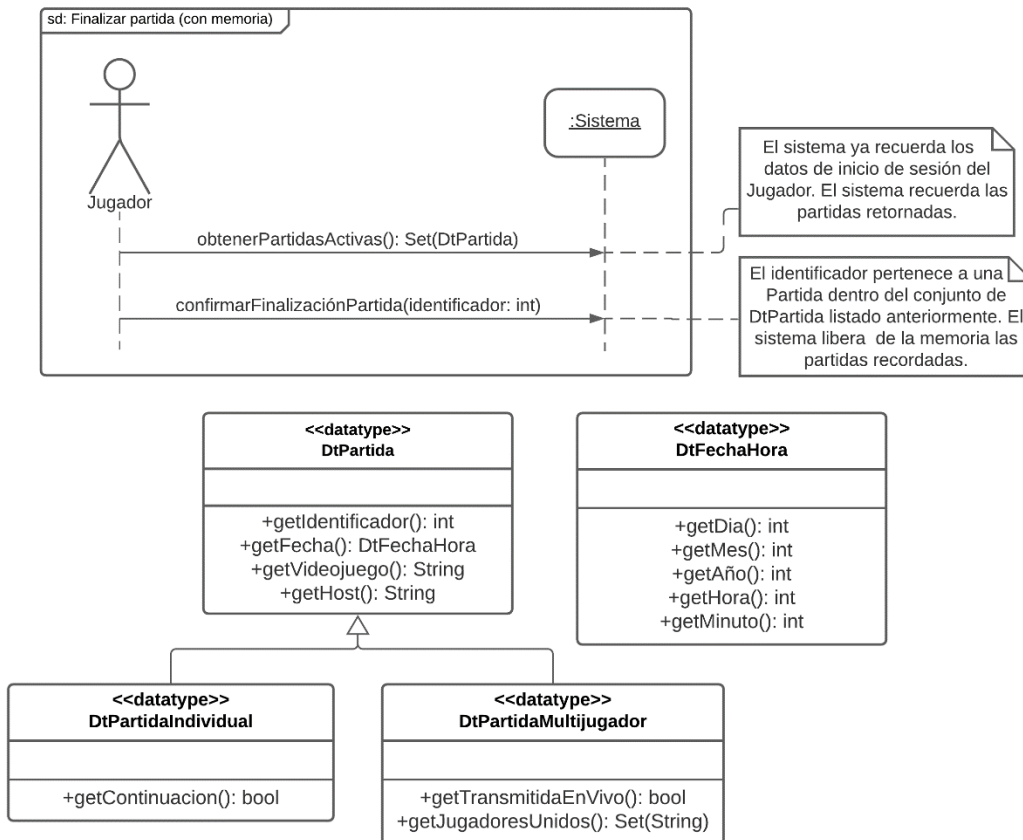 sd: Finalizar partida (con memoria)
:Sistema
Jugador
El sistema ya recuerda los
datos de inicio de sesión del
Jugador. El sistema recuerda las
partidas retornadas.
obtenerPartidasActivas(): Set(DtPartida)
El identificador pertenece a una
Partida dentro del conjunto de
DtPartida listado anteriormente. El
sistema libera de la memoria las
partidas recordadas.
confirmarFinalizaciónPartida(identificador: int)
<<datatype>>
DtPartida
+getIdentificador(): int
+getFecha(): DtFechaHora
+getVideojuego(): String
+getHost(): String
<<datatype>>
DtFechaHora
+getDia(): int
+getMes(): int
+getAño(): int
+getHora(): int
+getMinuto(): int
<<datatype>>
DtPartidaIndividual
+getContinuacion(): bool
<<datatype>>
DtPartidaMultijugador
+getTransmitidaEnVivo(): bool
+getJugadoresUnidos(): Set(String)